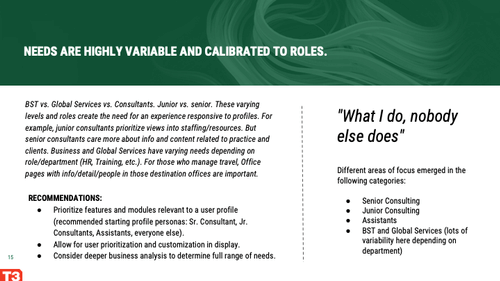 NEEDS ARE HIGHLY VARIABLE AND CALIBRATED TO ROLES.
BST vs. Global Services vs. Consultants. Junior vs. senior. These varying
levels and roles create the need for an experience responsive to profiles. For
example, junior consultants prioritize views into staffing/resources. But
senior consultants care more about info and content related to practice and
clients. Business and Global Services have varying needs depending on
role/department (HR, Training, etc.). For those who manage travel, Office
pages with info/detail/people in those destination offices are important.
RECOMMENDATIONS:
● Prioritize features and modules relevant to a user profile
(recommended starting profile personas: Sr. Consultant, Jr.
Consultants, Assistants, everyone else).
● Allow for user prioritization and customization in display.
● Consider deeper business analysis to determine full range of needs.
"What I do, nobody
else does"
Different areas of focus emerged in the
following categories:
● Senior Consulting
● Junior Consulting
● Assistants
● BST and Global Services (lots of
variability here depending on
department)
15
T3